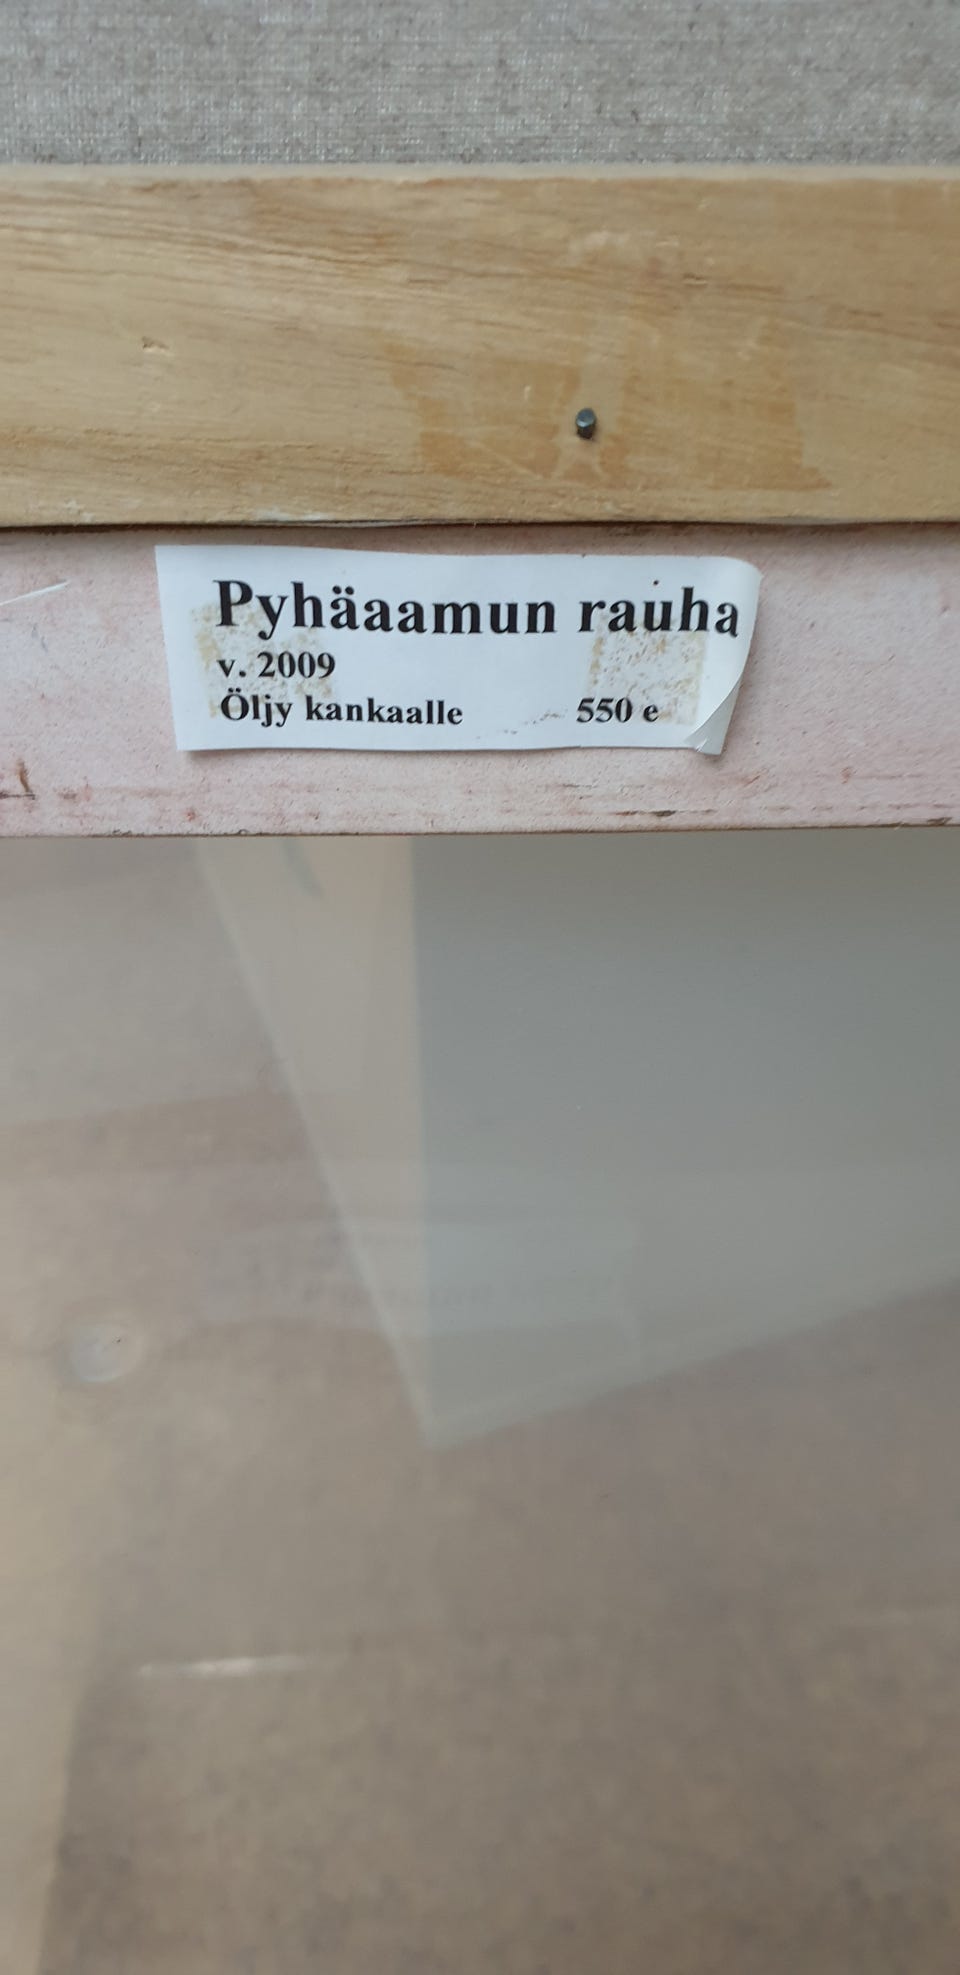 Pyhäaamun rauha
v. 2009
Öljy kankaalle 550 e